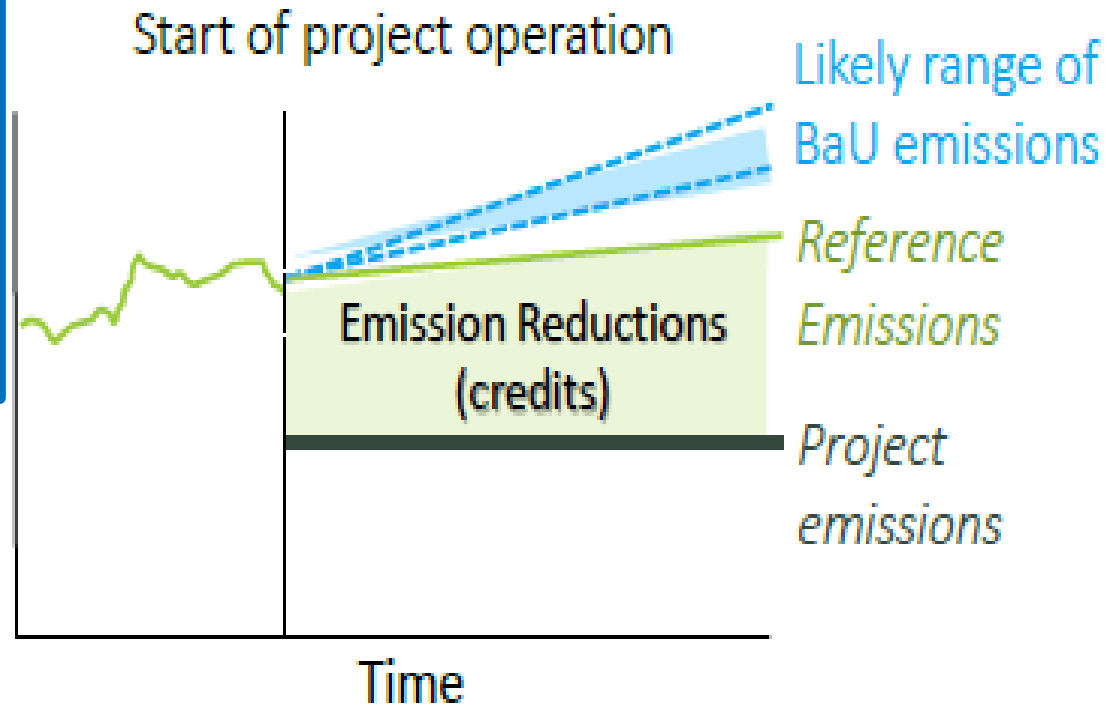 Start of project operation
Likely range of
BaU emissions
Reference
Emissions
Emission Reductions
(credits)
Project
emissions
Time